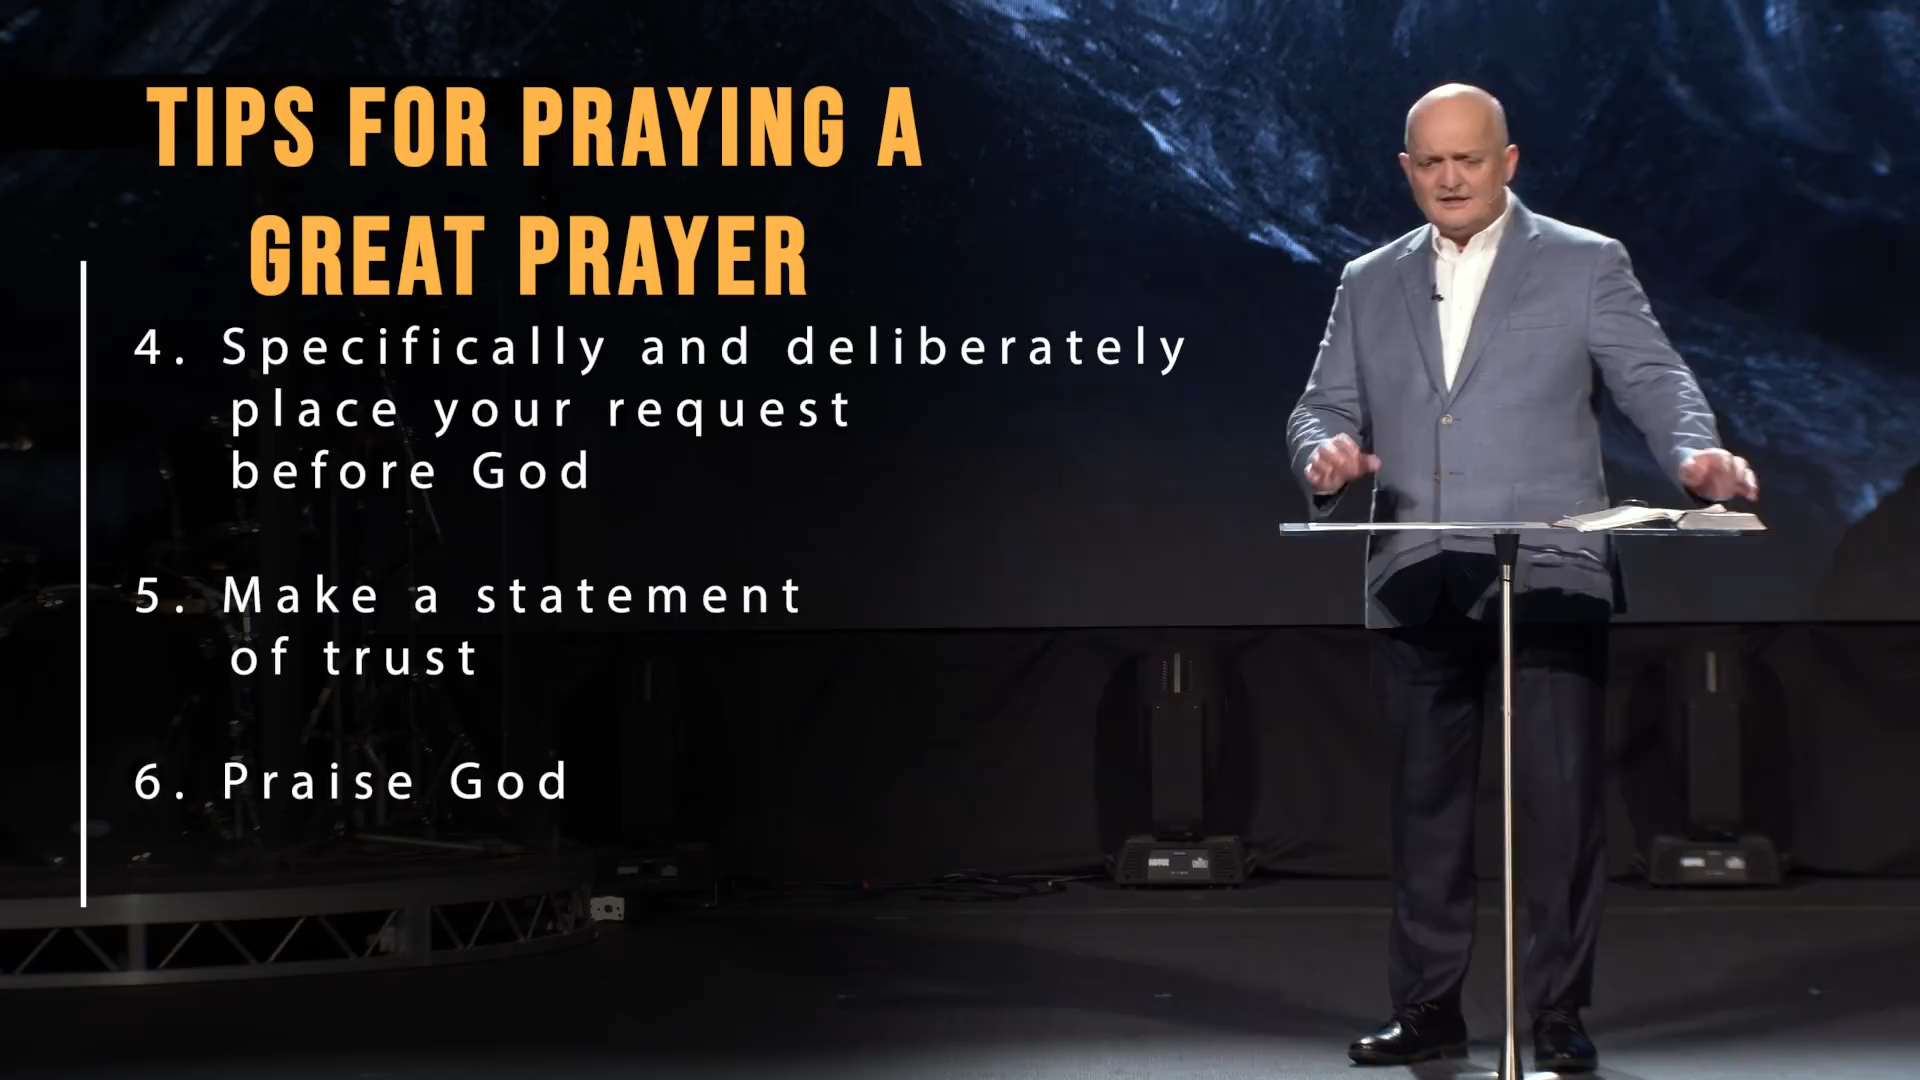 TIPS FOR PRAYING A
GREAT PRAYER
4. Specifically and deliberately
place your request
before God
5. Make a statement
of trust
6. Praise God